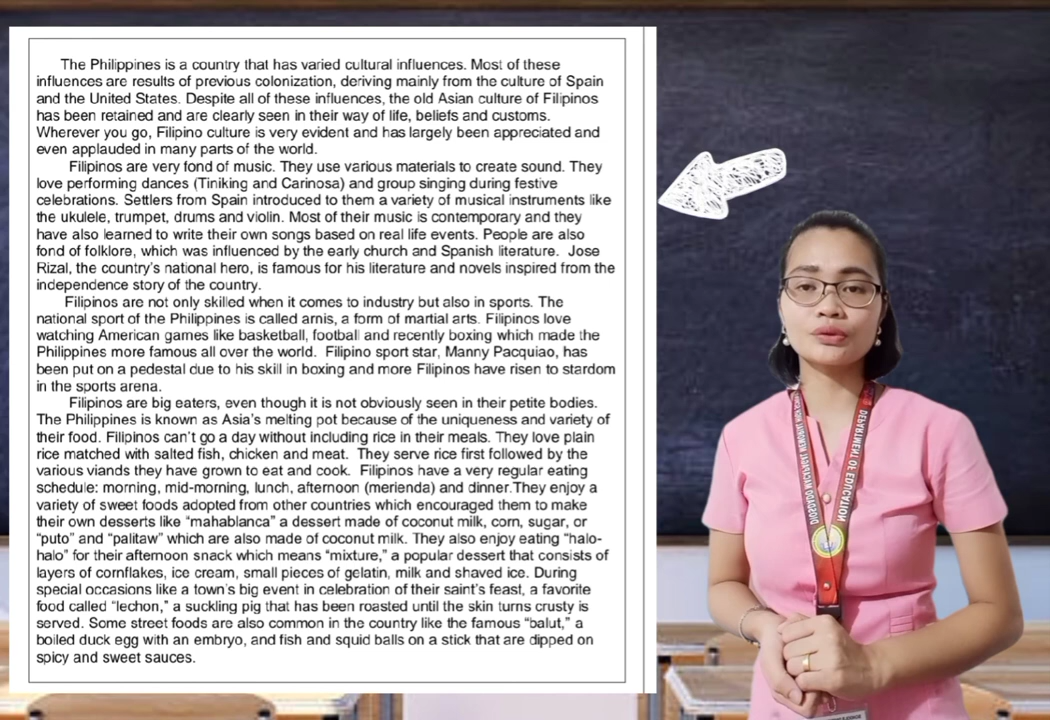 The Philippines is a country that has varied cultural influences. Most of these
influences are results of previous colonization, deriving mainly from the culture of Spain
and the United States. Despite all of these influences, the old Asian culture of Filipinos
has been retained and are clearly seen in their way of life, beliefs and customs.
Wherever you go, Filipino culture is very evident and has largely been appreciated and
even applauded in many parts of the world.
Filipinos are very fond of music. They use various materials to create sound. They
love performing dances (Tiniking and Carinosa) and group singing during festive
celebrations. Settlers from Spain introduced to them a variety of musical instruments like
the ukulele, trumpet, drums and violin. Most of their music is contemporary and they
have also learned to write their own songs based on real life events. People are also
fond of folklore, which was influenced by the early church and Spanish literature. Jose
Rizal, the country's national hero, is famous for his literature and novels inspired from the
independence story of the country.
Filipinos are not only skilled when it comes to industry but also in sports. The
national sport of the Philippines is called arnis, a form of martial arts. Filipinos love
watching American games like basketball, football and recently boxing which made the
Philippines more famous all over the world. Filipino sport star, Manny Pacquiao, has
been put on a pedestal due to his skill in boxing and more Filipinos have risen to stardom
in the sports arena.
Filipinos are big eaters, even though it is not obviously seen in their petite bodies.
The Philippines is known as Asia's melting pot because of the uniqueness and variety of
their food. Filipinos can't go a day without including rice in their meals. They love plain
rice matched with salted fish, chicken and meat. They serve rice first followed by the
various viands they have grown to eat and cook. Filipinos have a very regular eating
schedule: morning, mid-morning, lunch, afternoon (merienda) and dinner.They enjoy a
variety of sweet foods adopted from other countries which encouraged them to make
their own desserts like "mahablanca" a dessert made of coconut milk, corn, sugar, or
"puto" and "palitaw" which are also made of coconut milk. They also enjoy eating "halo-
halo" for their afternoon snack which means "mixture," a popular dessert that consists of
layers of cornflakes, ice cream, small pieces of gelatin, milk and shaved ice. During
special occasions like a town's big event in celebration of their saint's feast, a favorite
food called "lechon," a suckling pig that has been roasted until the skin turns crusty is
served. Some street foods are also common in the country like the famous "balut," a
boiled duck egg with an embryo, and fish and squid balls on a stick that are dipped on
spicy and sweet sauces.
DEPARTMENT OF EDUCATION